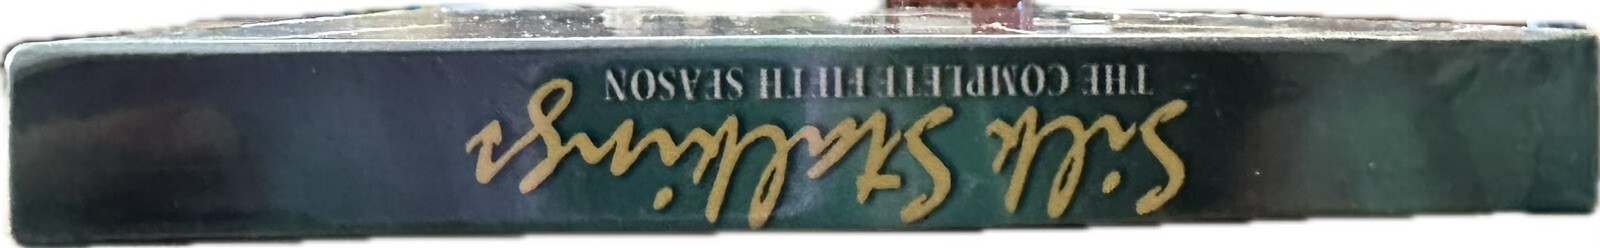 Silk Stalkings
THE COMPLETE FIFTH SEASON